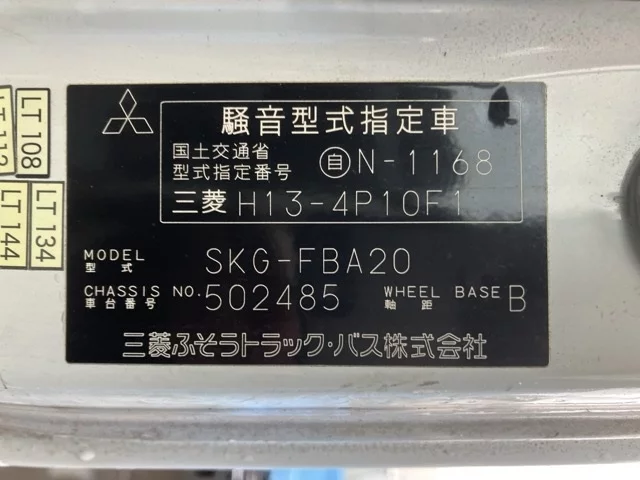 騒音型式指定車
国土交通省
型式指定番号 自N-1168
三菱 H13-4P10F1
MODEL SKG-FBA20
型式
CHASSIS NO. 502485 WHEEL BASE B
車台番号 軸距
三菱ふそうトラック・バス株式会社
LT 108
LT 134
LT 144